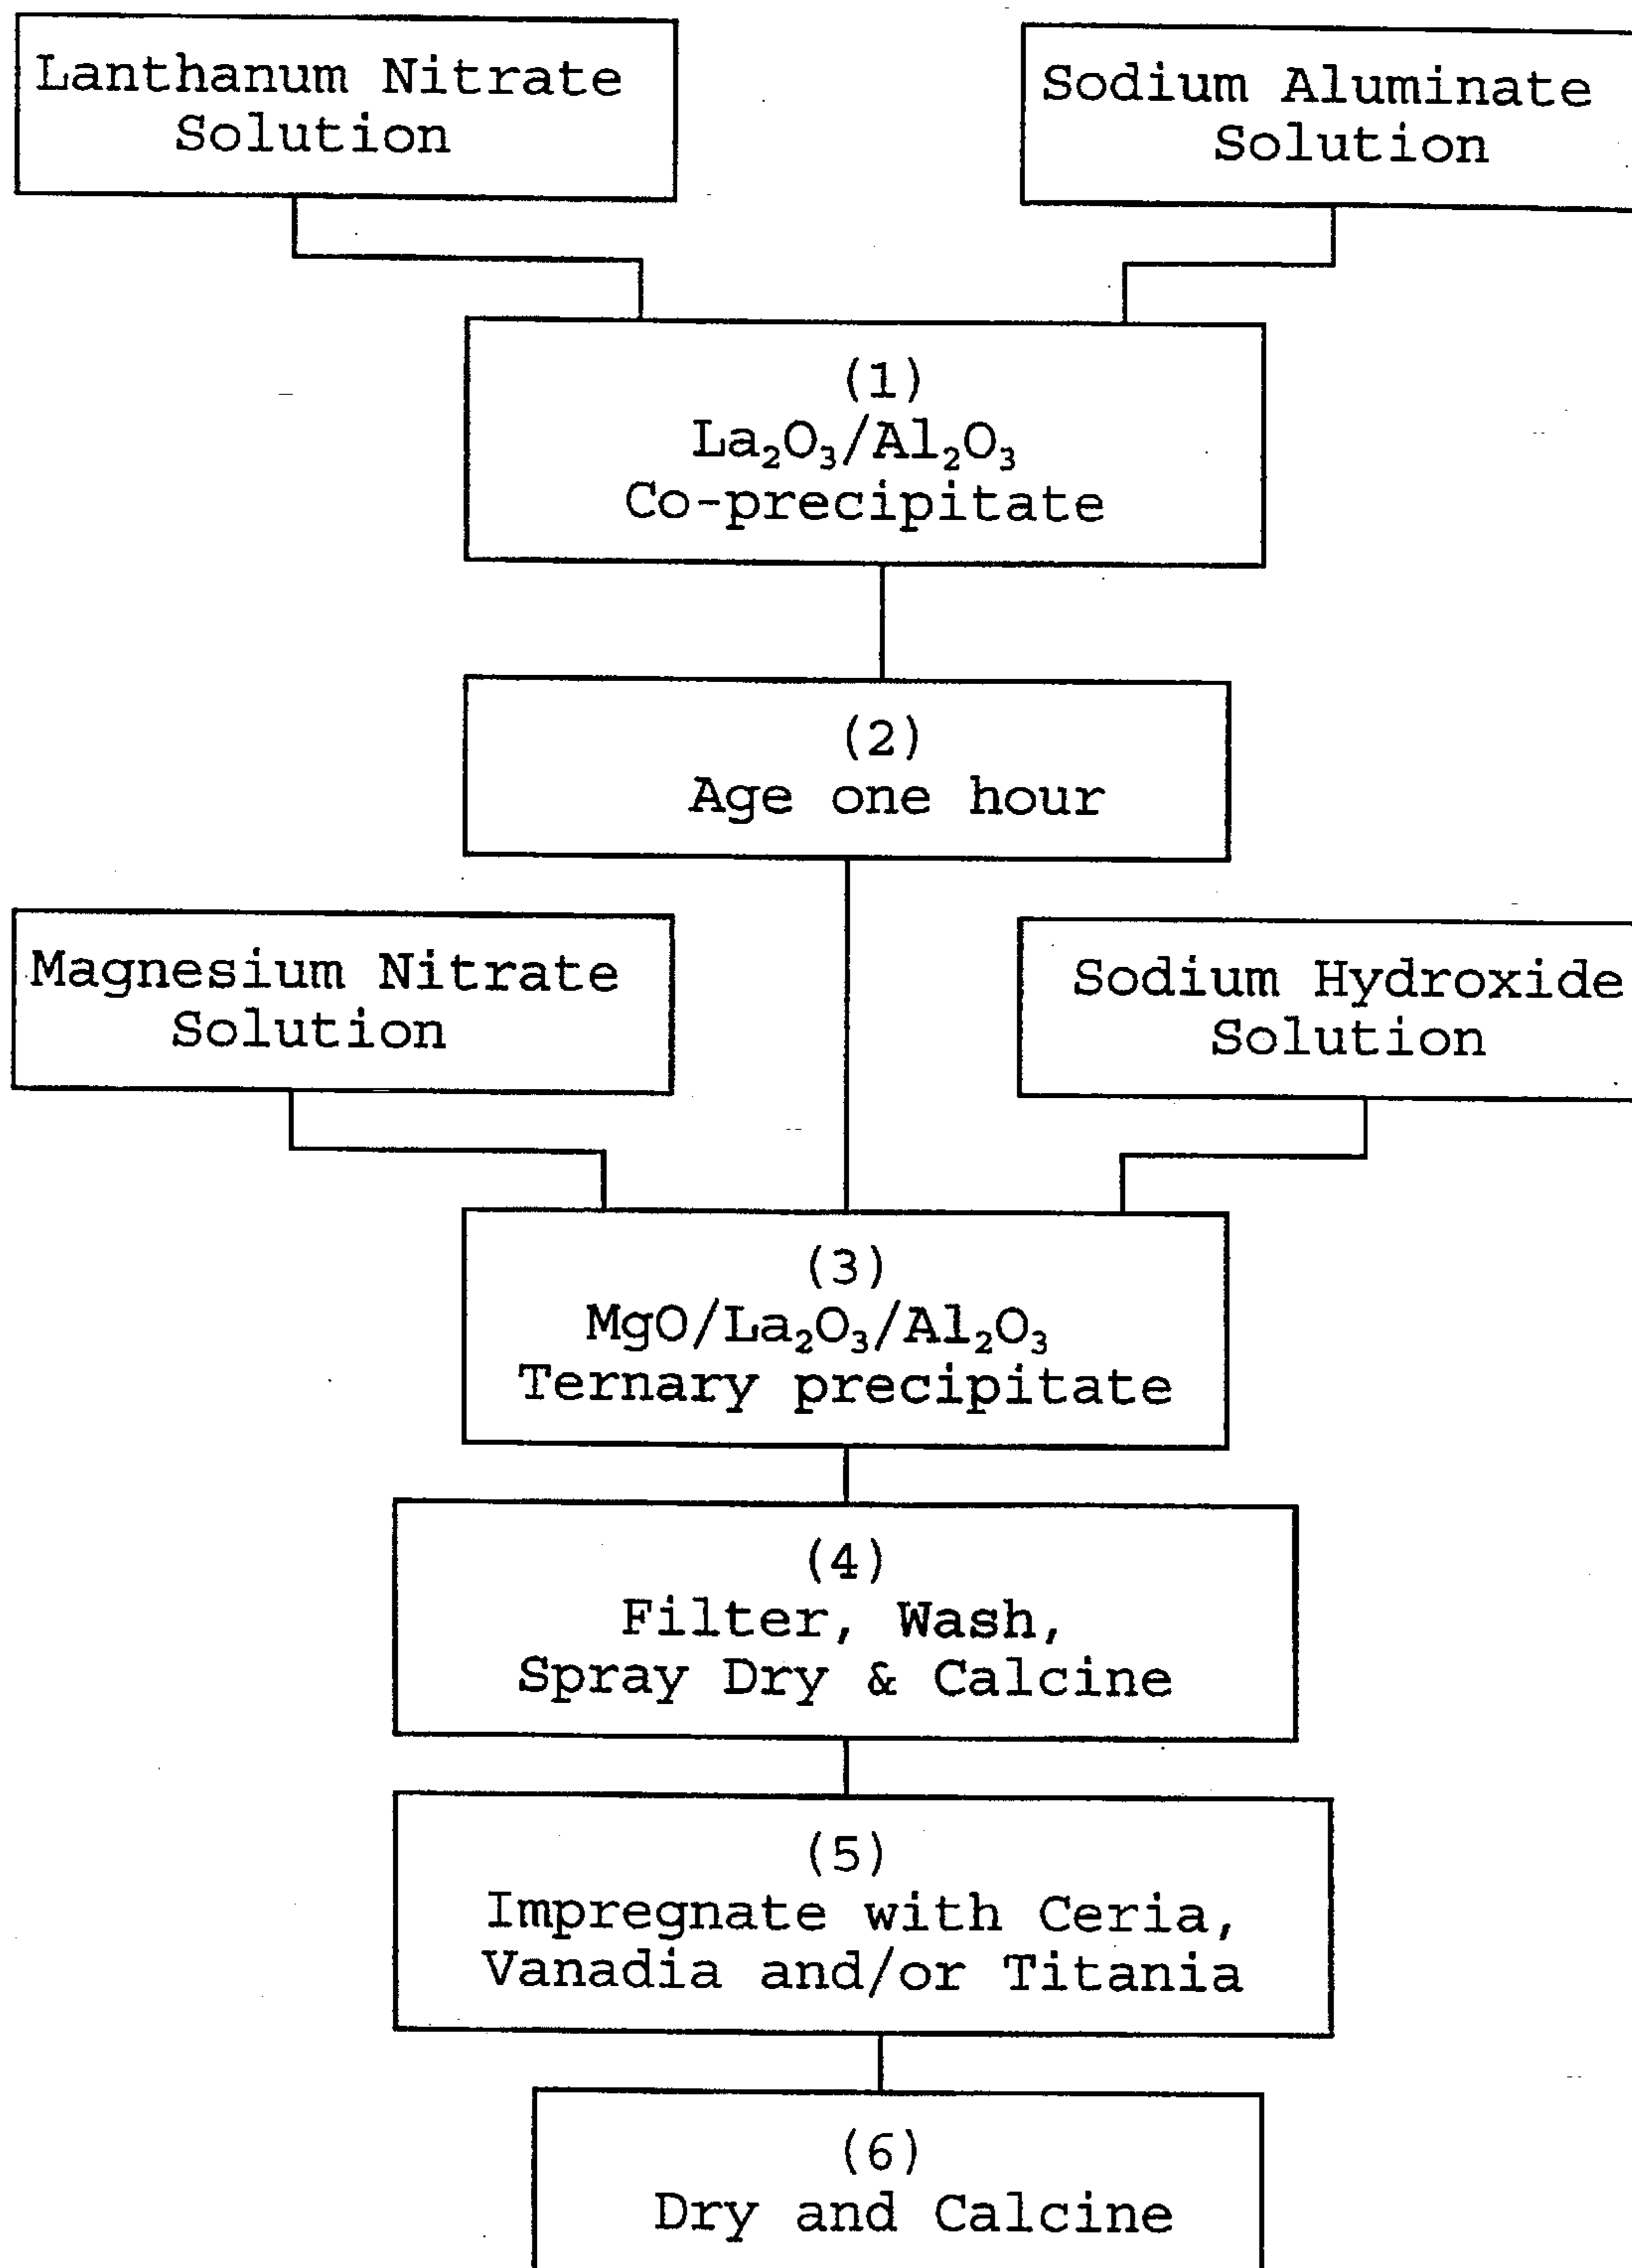 Lanthanum Nitrate
Solution
Sodium Aluminate
Solution
(1)
La₂O₃/Al₂O₃
Co-precipitate
(2)
Age one hour
Magnesium Nitrate
Solution
Sodium Hydroxide
Solution
(3)
MgO/La₂O₃/Al₂O₃
Ternary precipitate
(4)
Filter, Wash,
Spray Dry & Calcine
(5)
Impregnate with Ceria,
Vanadia and/or Titania
(6)
Dry and Calcine